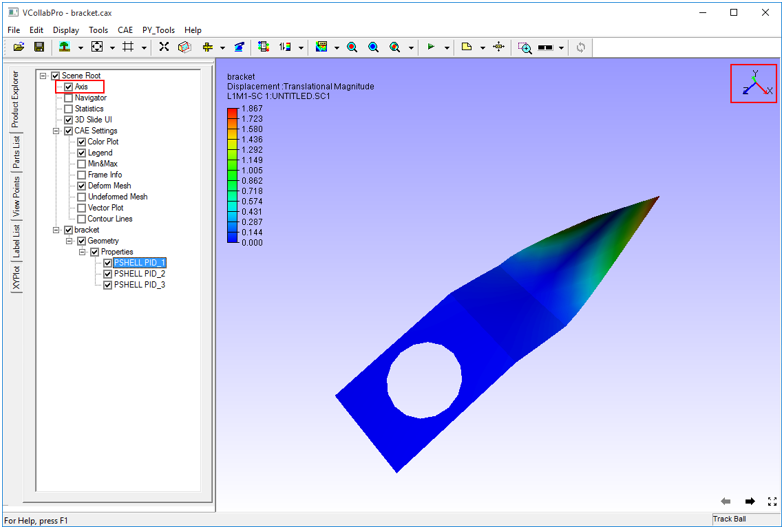 VCollabPro - bracket.cax
File Edit Display Tools CAE PY_Tools Help
Product Explorer
Parts List
View Points
Label List
XYPlot
Scene Root
Axis
Navigator
Statistics
3D Slide UI
CAE Settings
Color Plot
Legend
Min&Max
Frame Info
Deform Mesh
Undeformed Mesh
Vector Plot
Contour Lines
bracket
Geometry
Properties
PSHELL PID_1
PSHELL PID_2
PSHELL PID_3
bracket
Displacement :Translational Magnitude
L1M1-SC 1:UNTITLED.SC1
1.867
1.723
1.580
1.436
1.292
1.149
1.005
0.862
0.718
0.574
0.431
0.287
0.144
0.000
Y
Z X
For Help, press F1
Track Ball